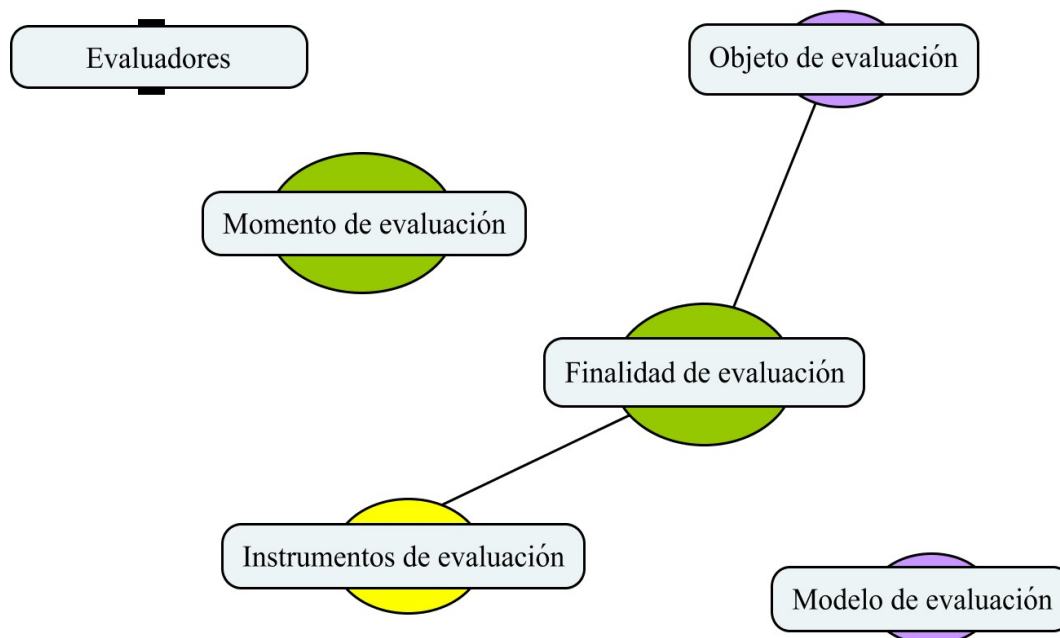 Evaluadores
Objeto de evaluación
Momento de evaluación
Finalidad de evaluación
Instrumentos de evaluación
Modelo de evaluación